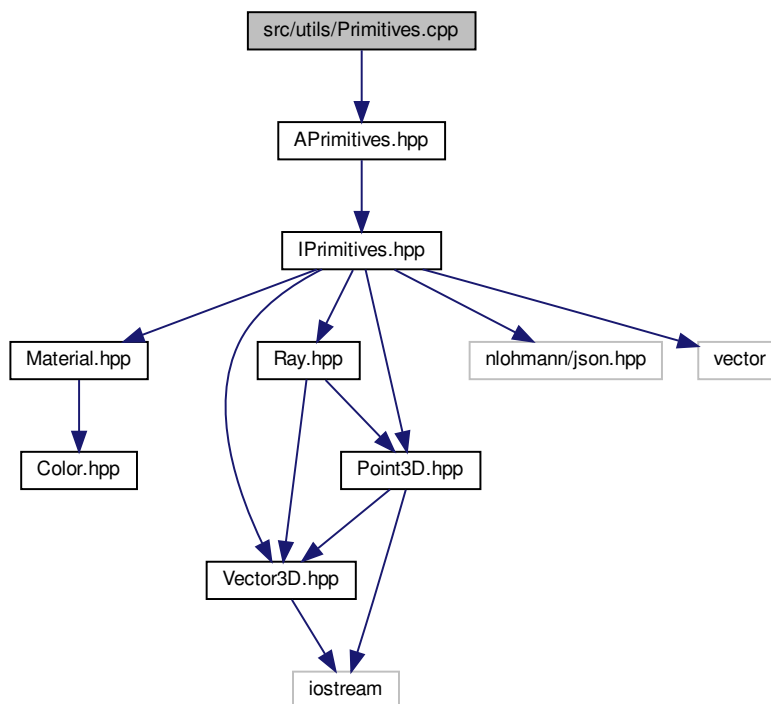 src/utils/Primitives.cpp
APrimitives.hpp
IPrimitives.hpp
Material.hpp
Ray.hpp
nlohmann/json.hpp
vector
Color.hpp
Point3D.hpp
Vector3D.hpp
iostream